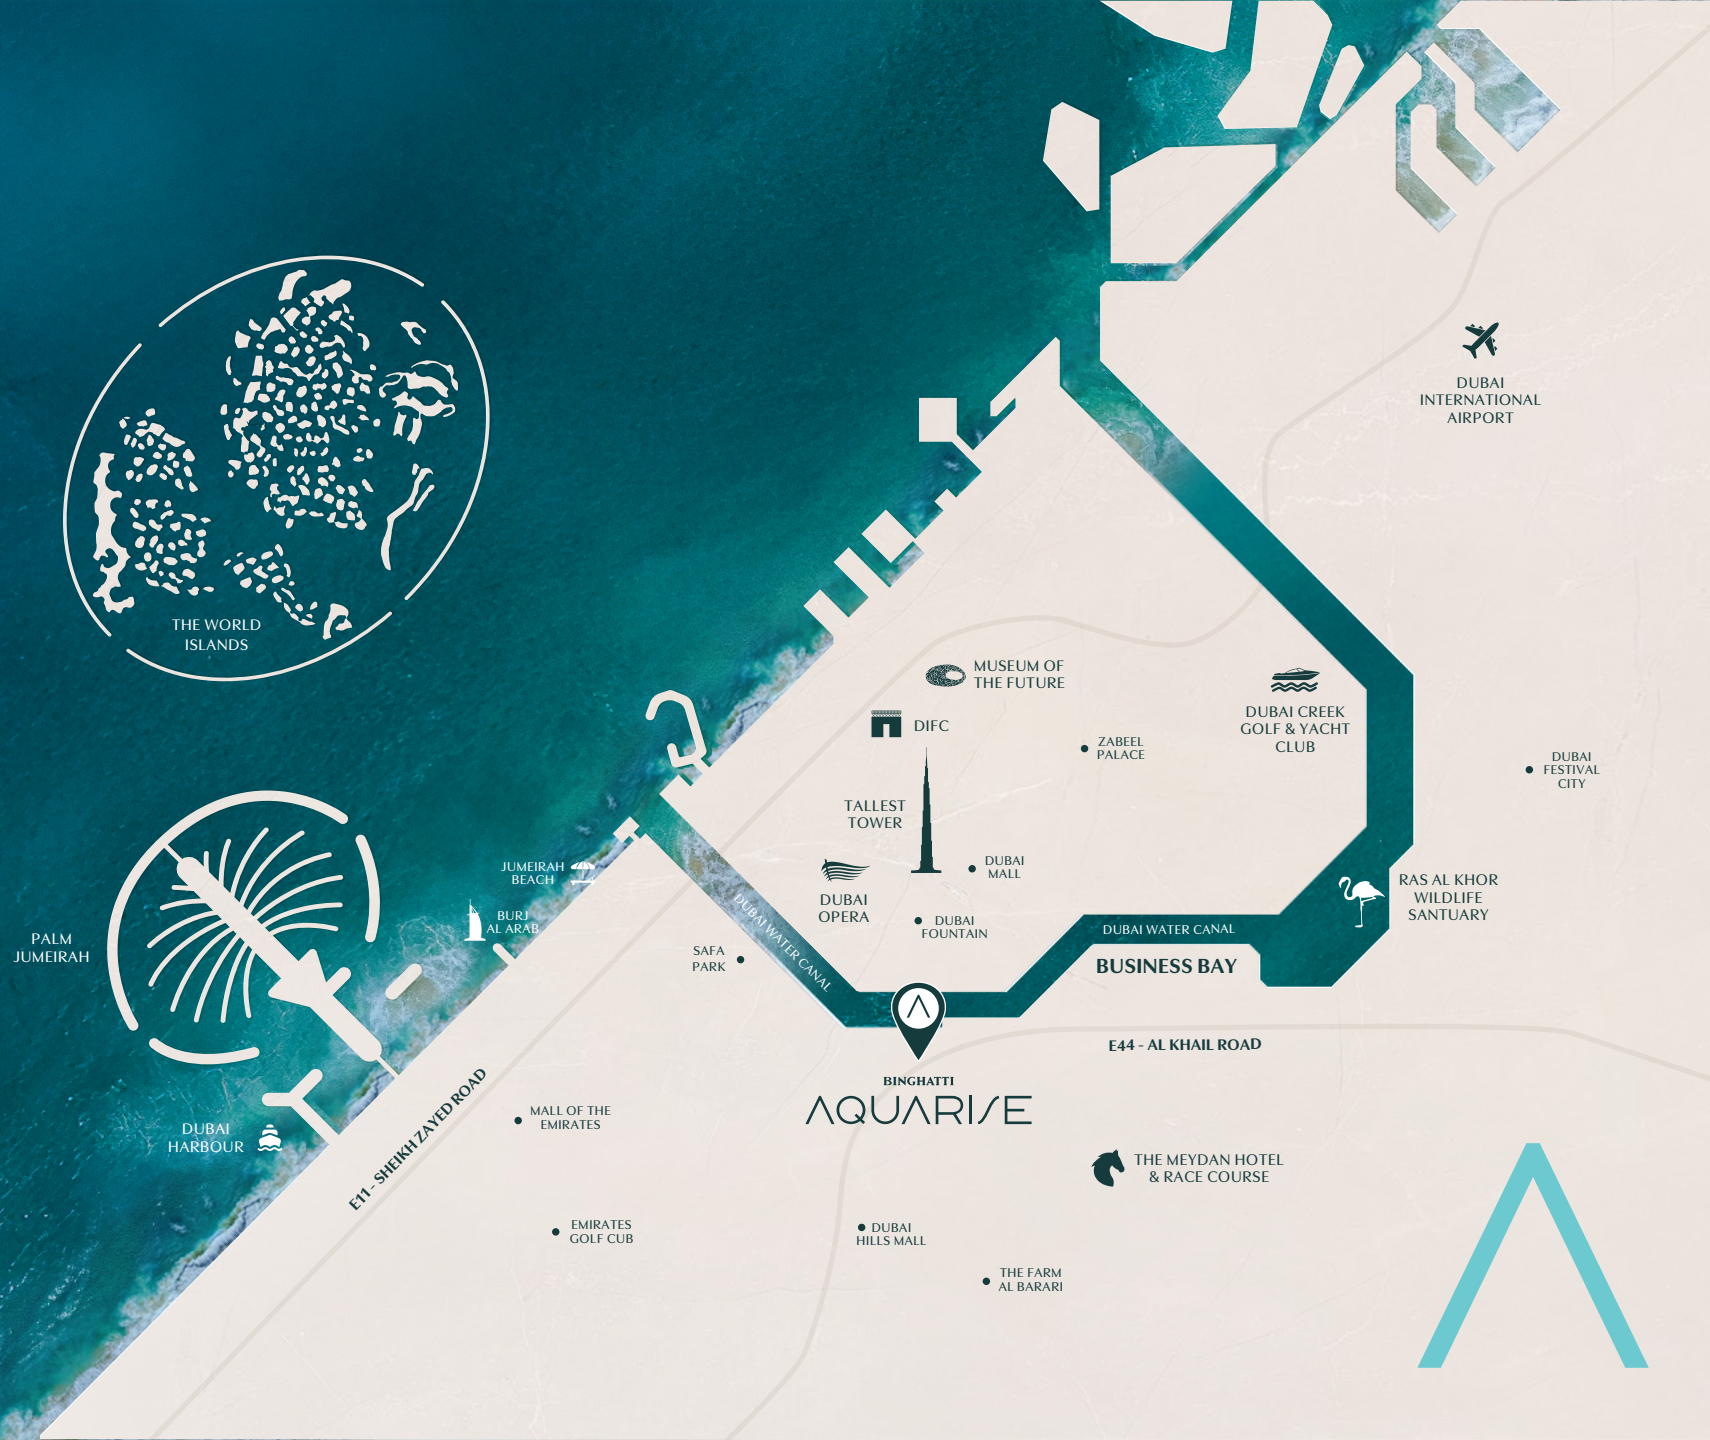 DUBAI
INTERNATIONAL
AIRPORT
THE WORLD
ISLANDS
MUSEUM OF
THE FUTURE
DIFC
ZABEEL
PALACE
DUBAI CREEK
GOLF & YACHT
CLUB
DUBAI
FESTIVAL
CITY
TALLEST
TOWER
DUBAI
MALL
DUBAI
OPERA
DUBAI
FOUNTAIN
JUMEIRAH
BEACH
BURJ
AL ARAB
PALM
JUMEIRAH
RAS AL KHOR
WILDLIFE
SANTUARY
DUBAI WATER CANAL
DUBAI WATER CANAL
SAFA
PARK
BUSINESS BAY
E44 - AL KHAIL ROAD
BINGHATTI
AQUARISE
E11 - SHEIKH ZAYED ROAD
DUBAI
HARBOUR
MALL OF THE
EMIRATES
THE MEYDAN HOTEL
& RACE COURSE
EMIRATES
GOLF CUB
DUBAI
HILLS MALL
THE FARM
AL BARARI